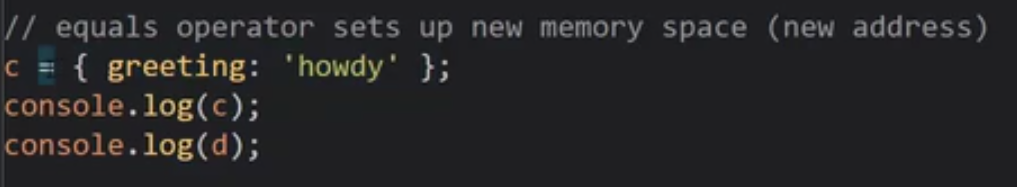 // equals operator sets up new memory space (new address)
c = { greeting: 'howdy' };
console.log(c);
console.log(d);